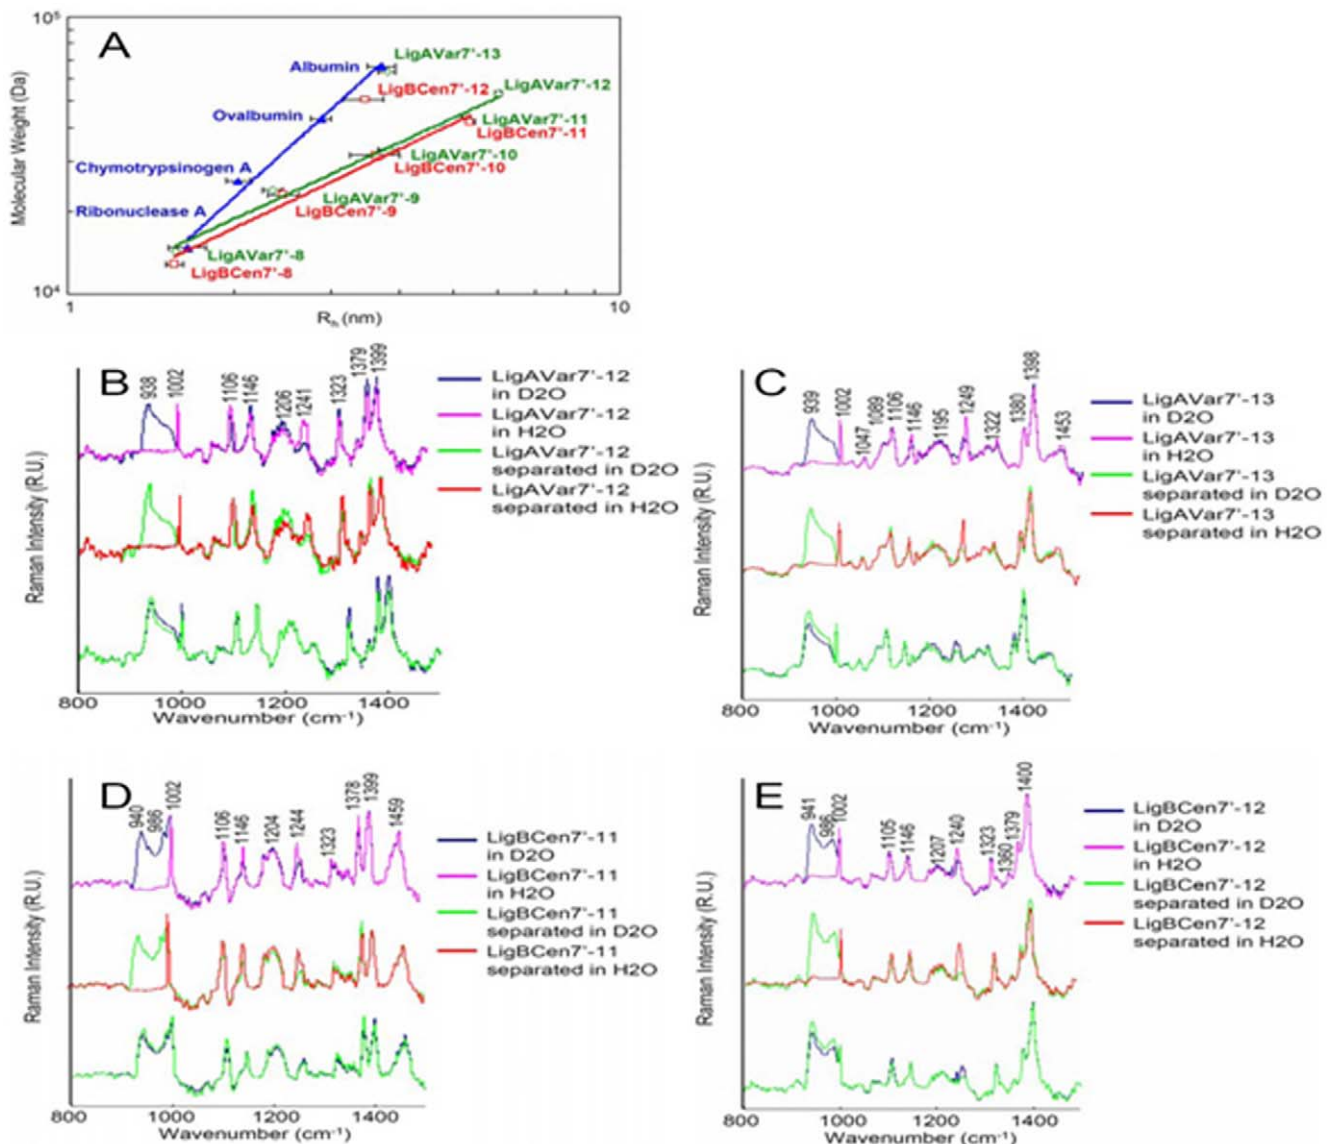 A
10⁵
10⁴
Molecular Weight (Da)
1
10
Rₕ (nm)
Albumin
LigAVar7'-13
LigBCen7'-12
LigAVar7'-12
Ovalbumin
LigAVar7'-11
LigBCen7'-11
Chymotrypsinogen A
LigAVar7'-10
LigBCen7'-10
Ribonuclease A
LigAVar7'-9
LigBCen7'-9
LigAVar7'-8
LigBCen7'-8
B
938
1002
1106
1146
1206
1241
1323
1379
1399
LigAVar7'-12
in D2O
LigAVar7'-12
in H2O
LigAVar7'-12
separated in D2O
LigAVar7'-12
separated in H2O
Raman Intensity (R.U.)
800
1000
1200
1400
Wavenumber (cm⁻¹)
C
939
1002
1047
1089
1106
1146
1195
1249
1322
1380
1398
1453
LigAVar7'-13
in D2O
LigAVar7'-13
in H2O
LigAVar7'-13
separated in D2O
LigAVar7'-13
separated in H2O
Raman Intensity (R.U.)
800
1000
1200
1400
Wavenumber (cm⁻¹)
D
940
986
1002
1106
1146
1204
1244
1323
1378
1399
1459
LigBCen7'-11
in D2O
LigBCen7'-11
in H2O
LigBCen7'-11
separated in D2O
LigBCen7'-11
separated in H2O
Raman Intensity (R.U.)
800
1000
1200
1400
Wavenumber (cm⁻¹)
E
941
986
1002
1105
1146
1207
1240
1323
1360
1379
1400
LigBCen7'-12
in D2O
LigBCen7'-12
in H2O
LigBCen7'-12
separated in D2O
LigBCen7'-12
separated in H2O
Raman Intensity (R.U.)
800
1000
1200
1400
Wavenumber (cm⁻¹)